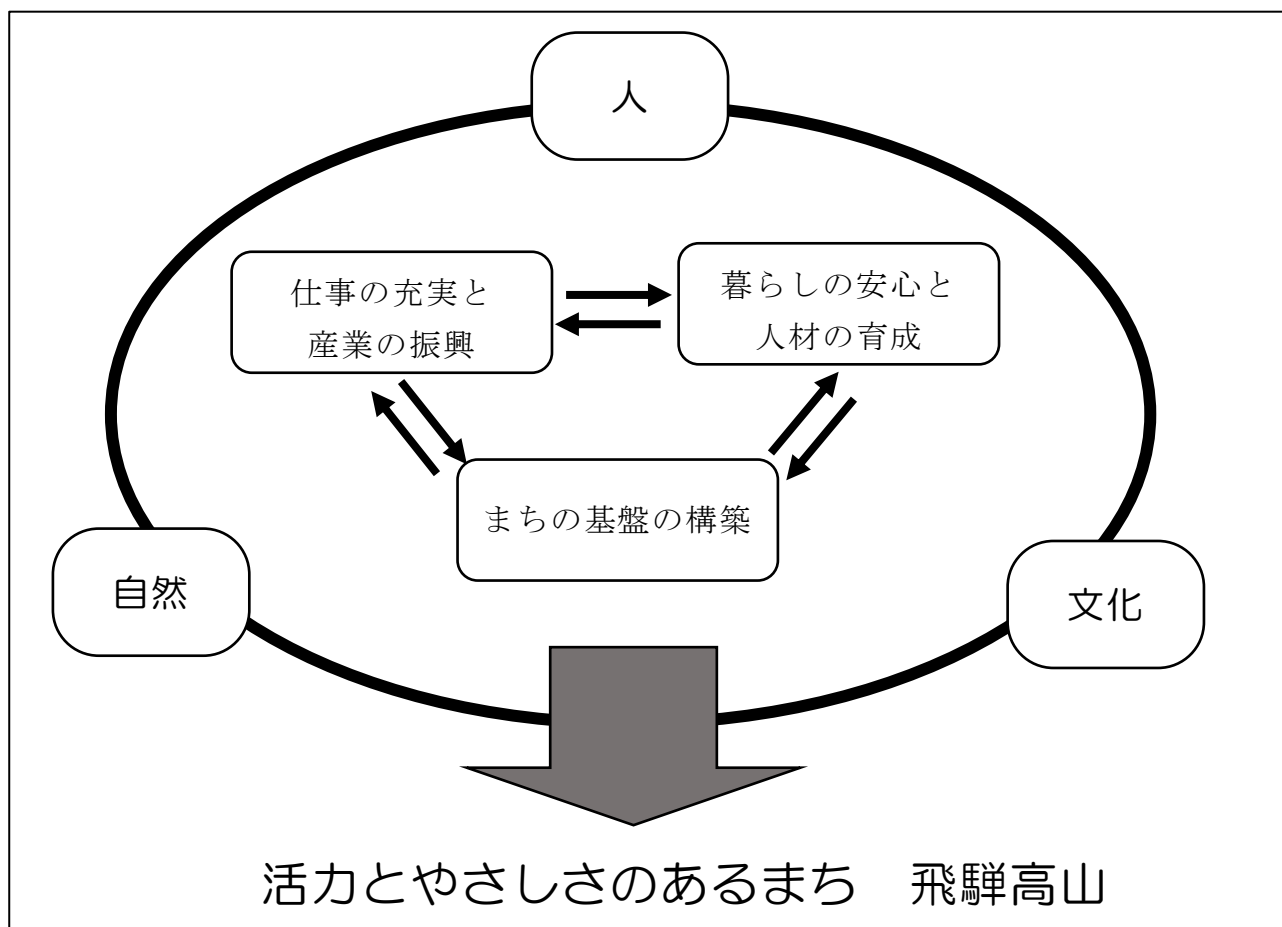 人
仕事の充実と
産業の振興
暮らしの安心と
人材の育成
まちの基盤の構築
自然
文化
活力とやさしさのあるまち　飛騨高山